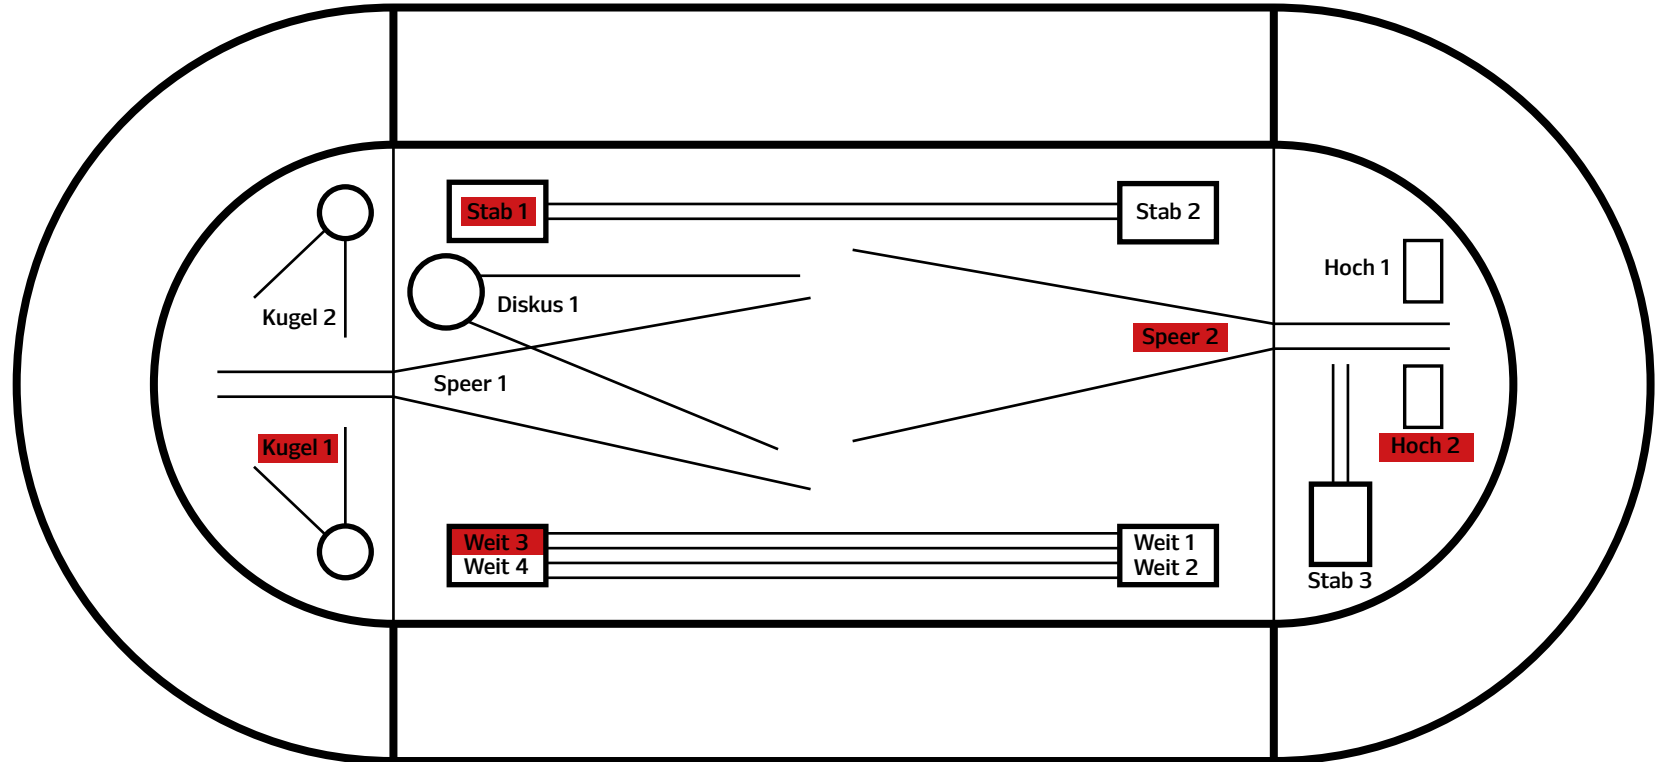 Stab 1
Stab 2
Hoch 1
Diskus 1
Kugel 2
Speer 2
Speer 1
Kugel 1
Hoch 2
Weit 3
Weit 4
Weit 1
Weit 2
Stab 3